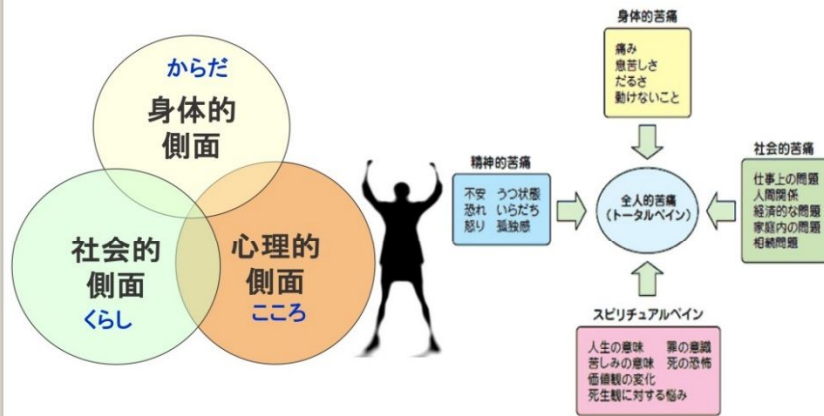 からだ
身体的
側面
社会的
側面
くらし
心理的
側面
こころ
身体的苦痛
痛み
息苦しさ
だるさ
動けないこと
精神的苦痛
不安 うつ状態
恐れ いらだち
怒り 孤独感
全人的苦痛
(トータルペイン)
社会的苦痛
仕事上の問題
人間関係
経済的な問題
家庭内の問題
相続問題
スピリチュアルペイン
人生の意味 罪の意識
苦しみの意味 死の恐怖
価値観の変化
死生観に対する悩み